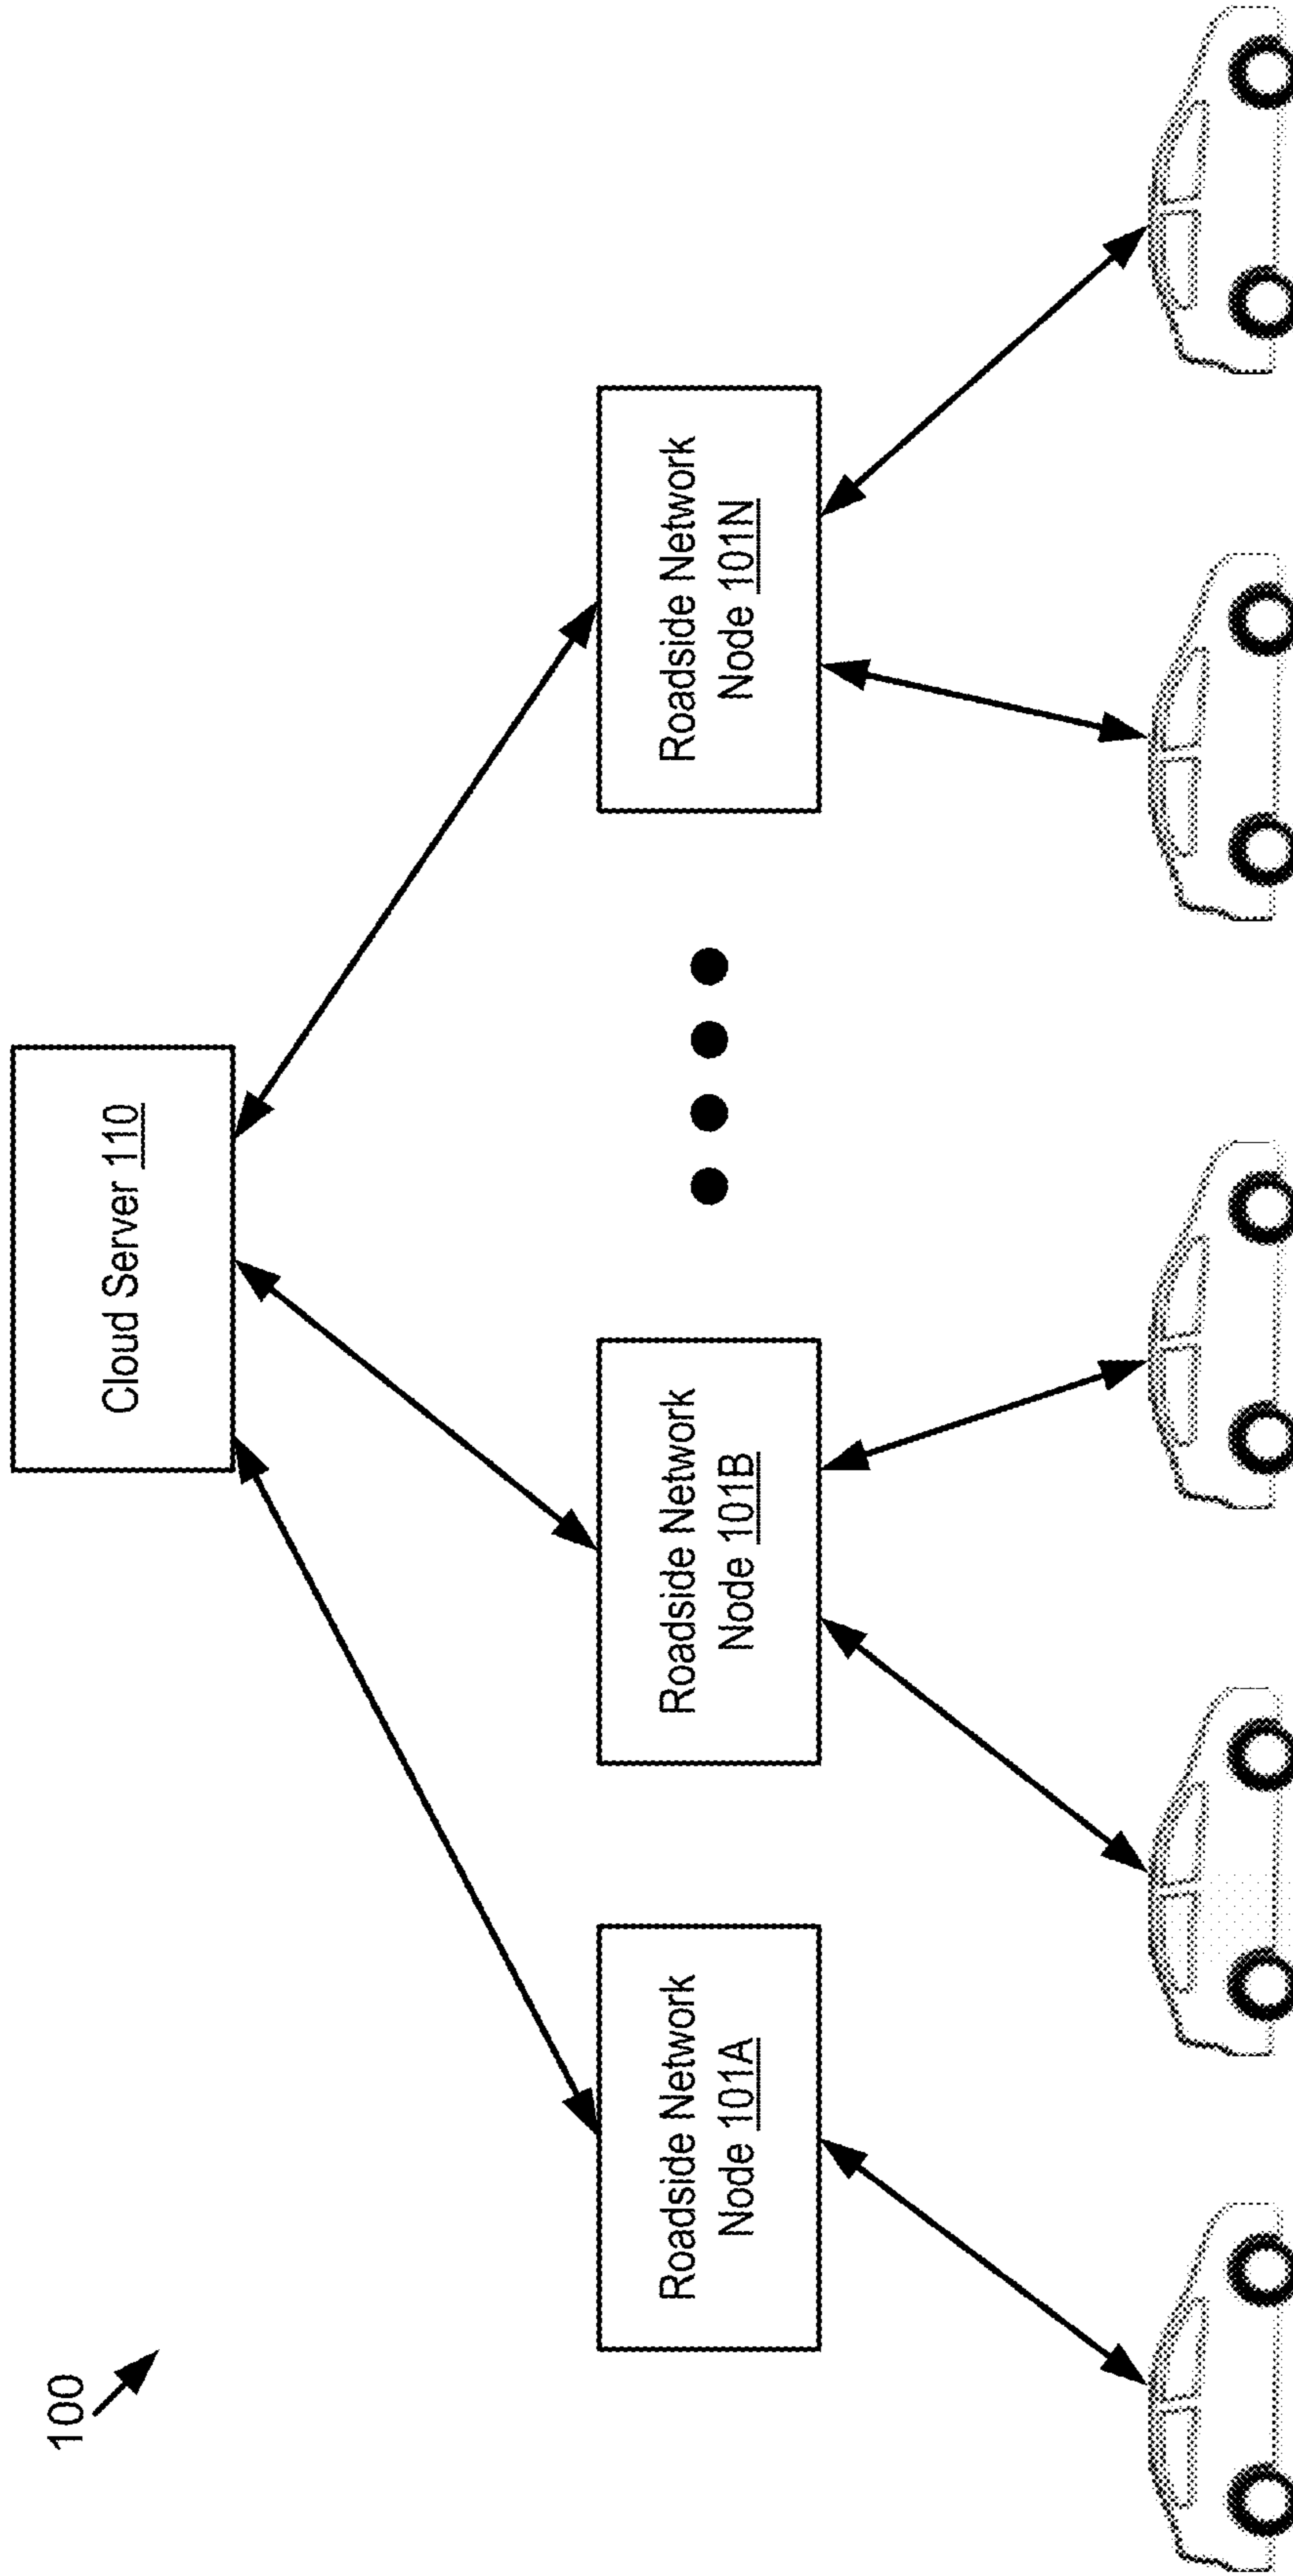 100
Cloud Server 110
Roadside Network
Node 101A
Roadside Network
Node 101B
Roadside Network
Node 101N